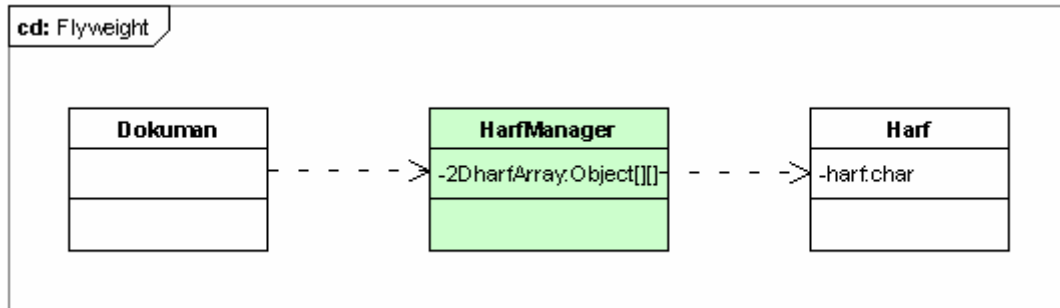 cd: Flyweight
Dokuman
HarfManager
-2DharfArray:Object[][]
Harf
-harf:char